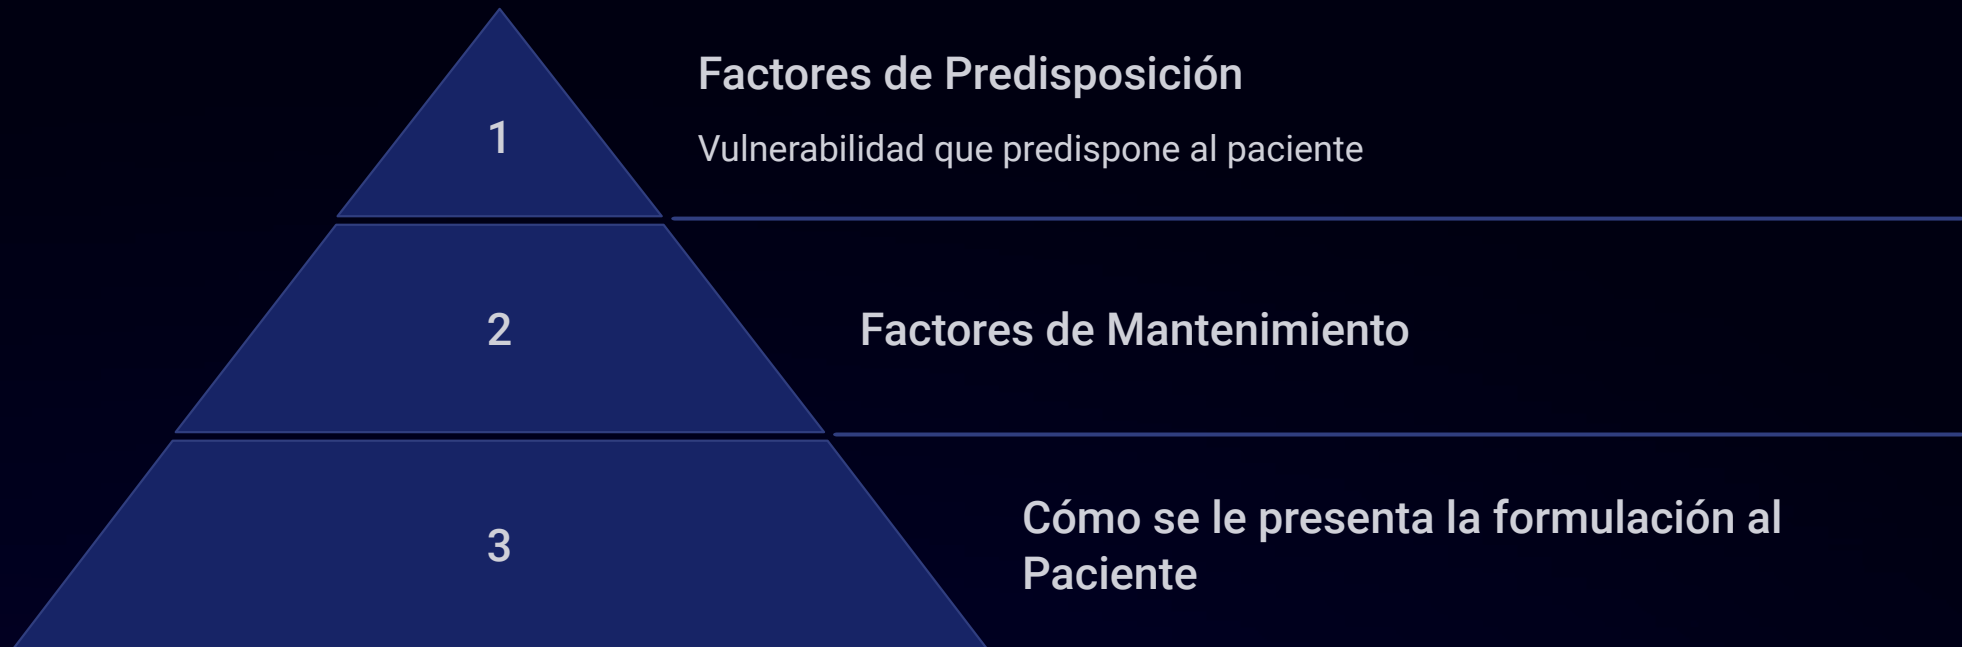 1
Factores de Predisposición
Vulnerabilidad que predispone al paciente
2
Factores de Mantenimiento
3
Cómo se le presenta la formulación al
Paciente